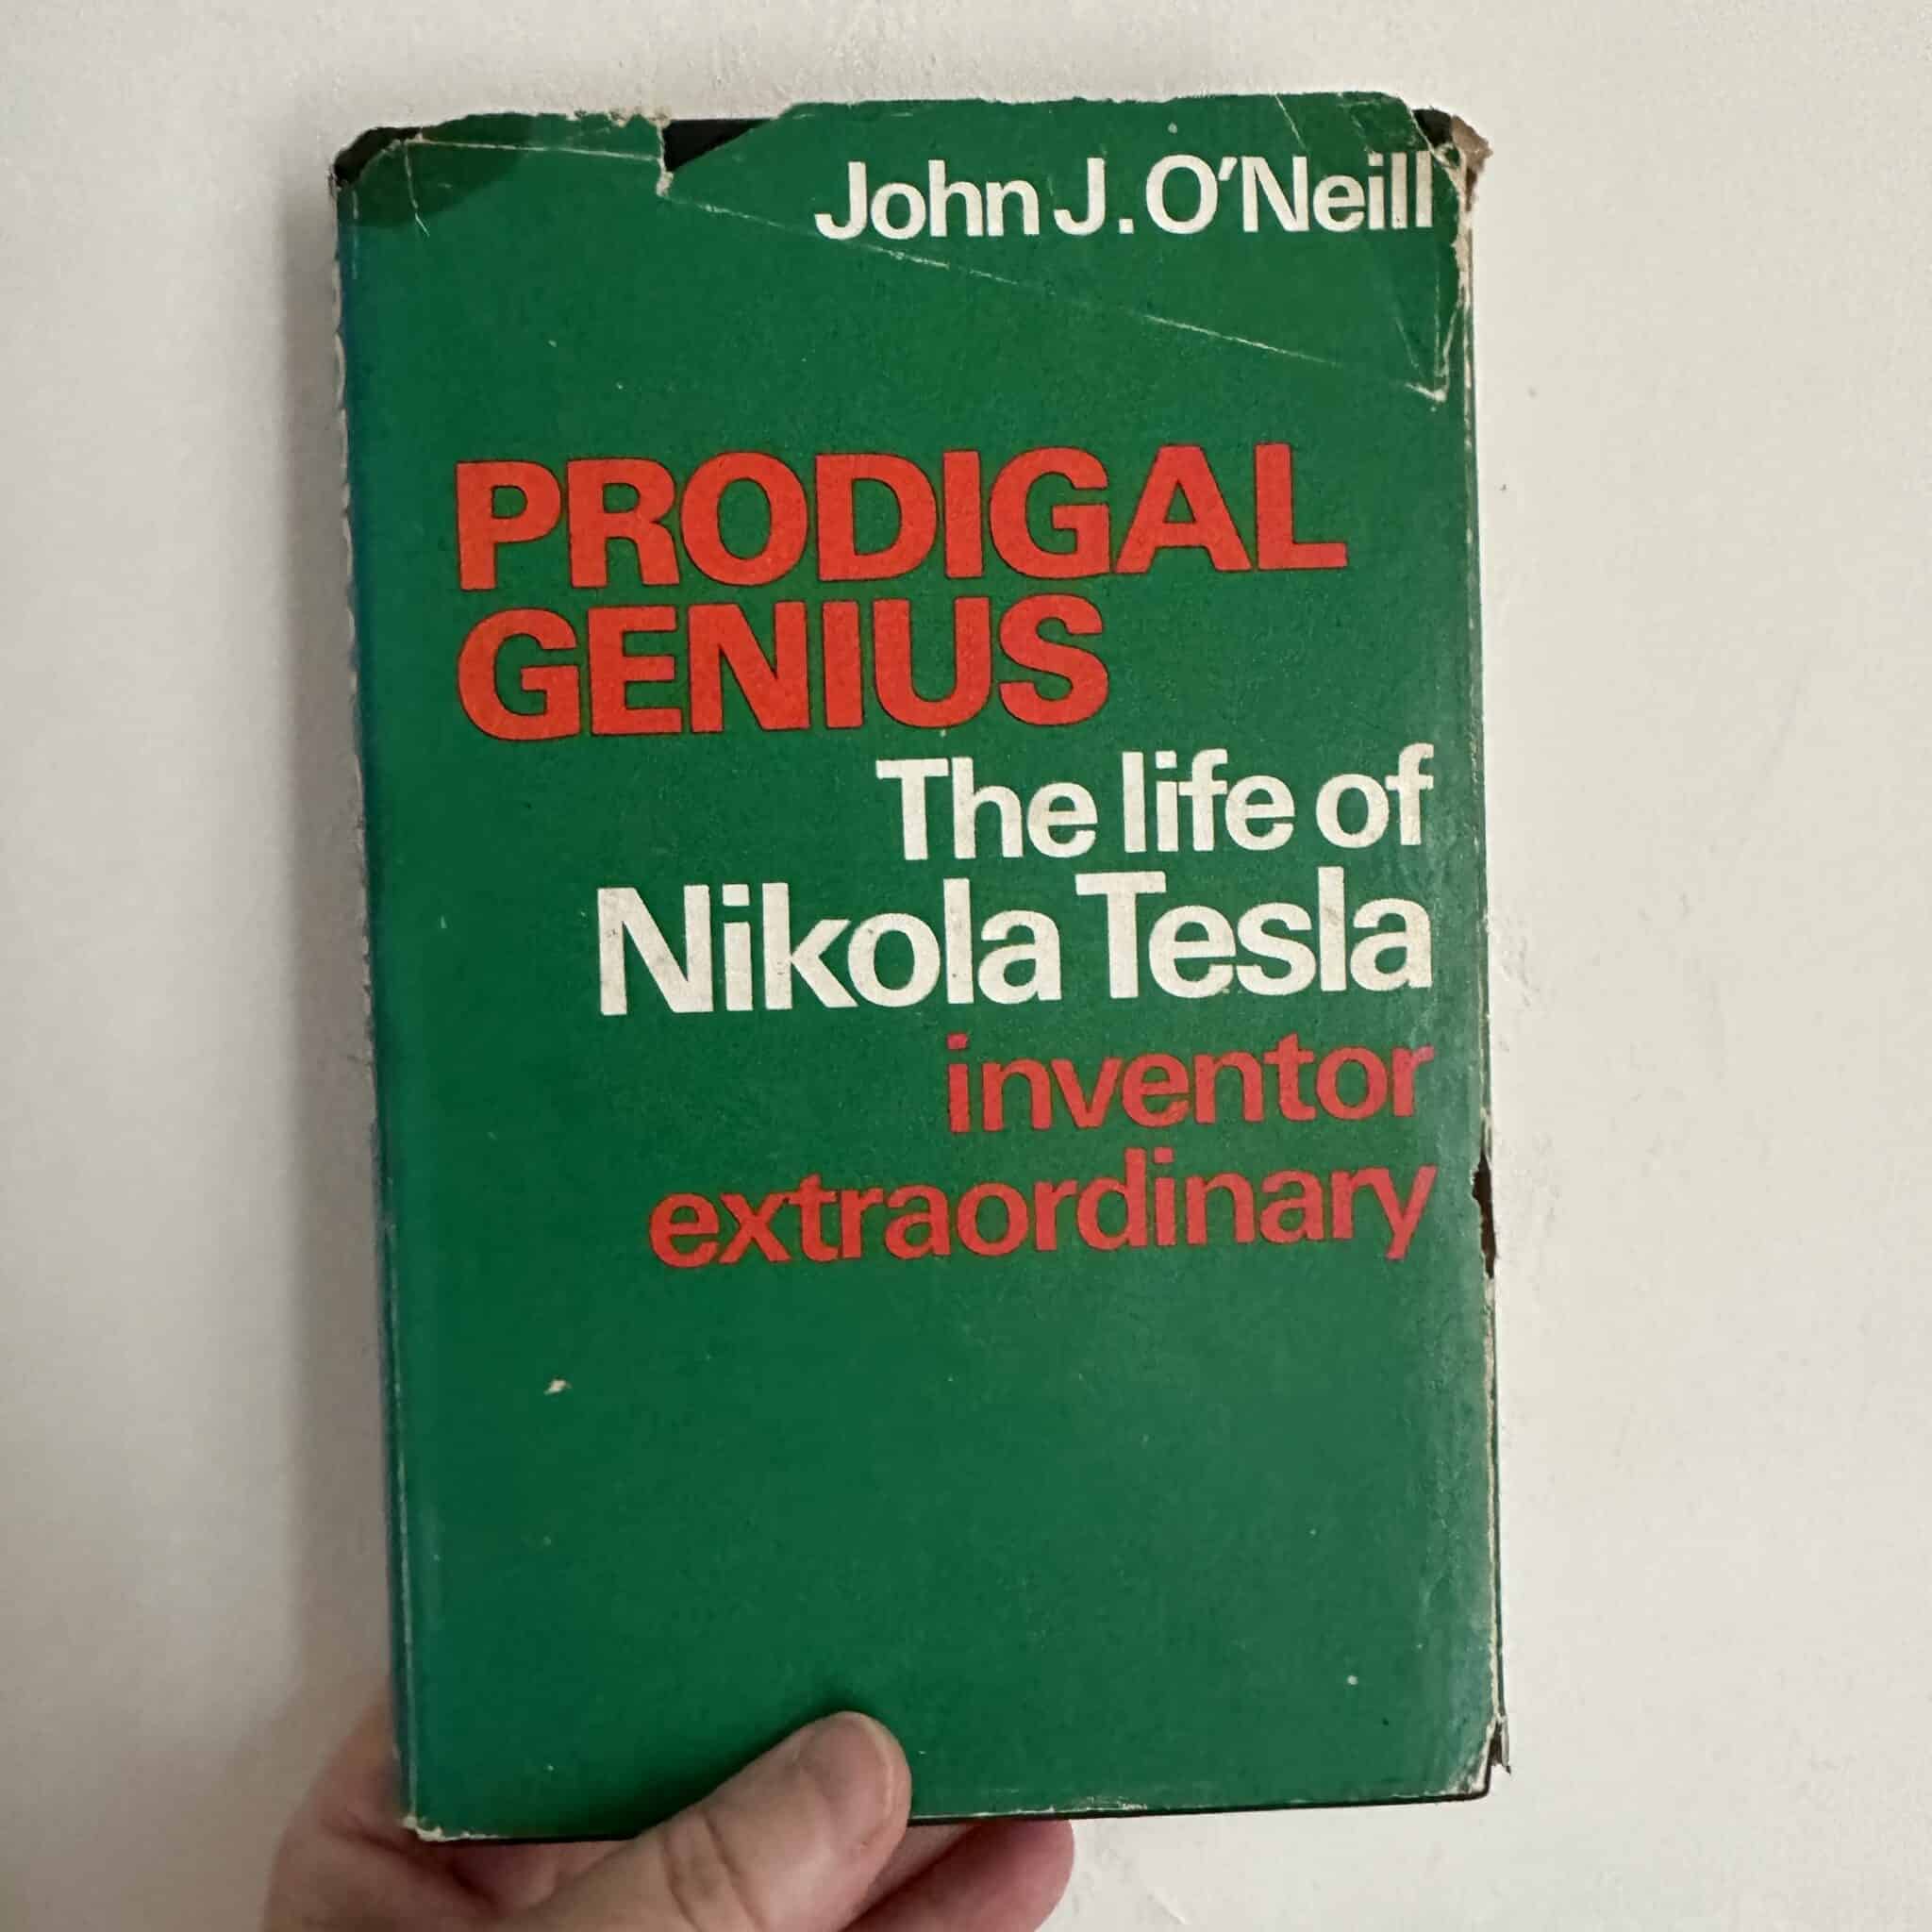 John J. O'Neill
PRODIGAL
GENIUS
The life of
Nikola Tesla
inventor
extraordinary